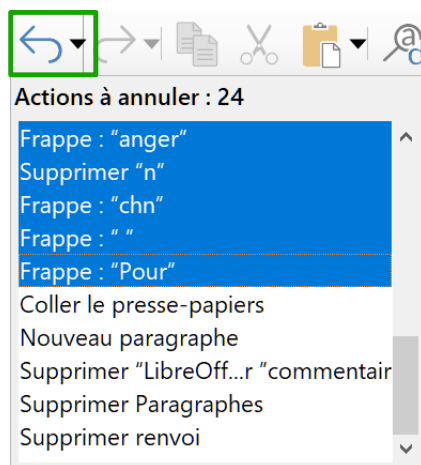 Actions à annuler : 24
Frappe : “anger”
Supprimer “n”
Frappe : “chn”
Frappe : “ ”
Frappe : “Pour”
Coller le presse-papiers
Nouveau paragraphe
Supprimer “LibreOff...r “commentair
Supprimer Paragraphes
Supprimer renvoi